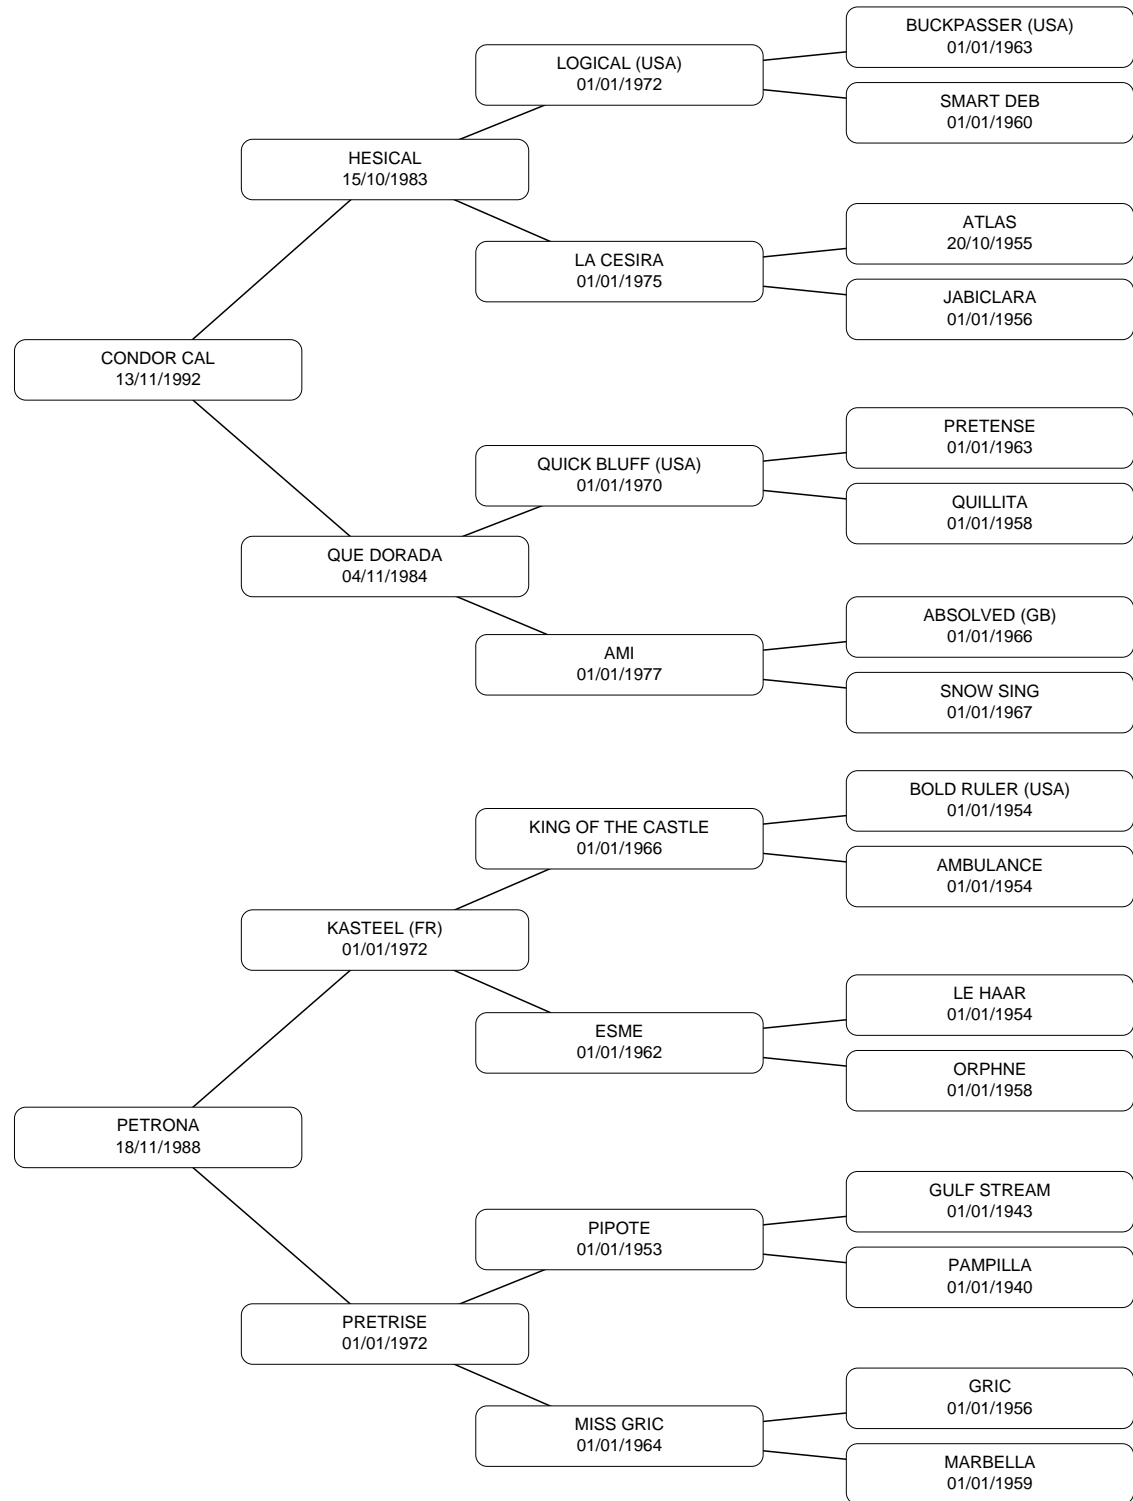 BUCKPASSER (USA)
01/01/1963
LOGICAL (USA)
01/01/1972
SMART DEB
01/01/1960
HESICAL
15/10/1983
ATLAS
20/10/1955
LA CESIRA
01/01/1975
JABICLARA
01/01/1956
CONDOR CAL
13/11/1992
PRETENSE
01/01/1963
QUICK BLUFF (USA)
01/01/1970
QUILLITA
01/01/1958
QUE DORADA
04/11/1984
ABSOLVED (GB)
01/01/1966
AMI
01/01/1977
SNOW SING
01/01/1967
BOLD RULER (USA)
01/01/1954
KING OF THE CASTLE
01/01/1966
AMBULANCE
01/01/1954
KASTEEL (FR)
01/01/1972
LE HAAR
01/01/1954
ESME
01/01/1962
ORPHNE
01/01/1958
PETRONA
18/11/1988
GULF STREAM
01/01/1943
PIPOTE
01/01/1953
PAMPILLA
01/01/1940
PRETRISE
01/01/1972
GRIC
01/01/1956
MISS GRIC
01/01/1964
MARBELLA
01/01/1959